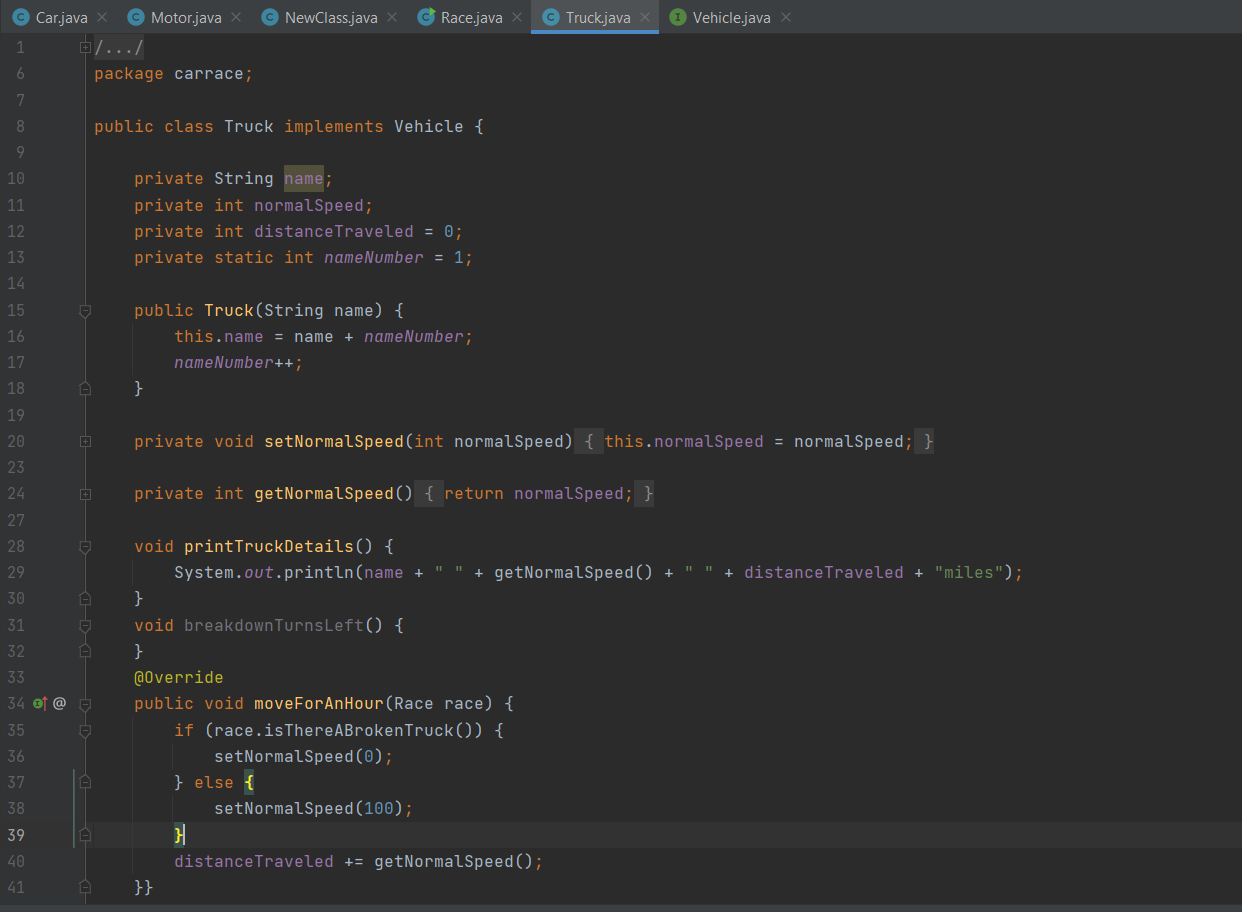 Car.java Motor.java NewClass.java Race.java Truck.java Vehicle.java
1 /.../
6 package carrace;
7
8 public class Truck implements Vehicle {
9
10 private String name;
11 private int normalSpeed;
12 private int distanceTraveled = 0;
13 private static int nameNumber = 1;
14
15 public Truck(String name) {
16 this.name = name + nameNumber;
17 nameNumber++;
18 }
19
20 private void setNormalSpeed(int normalSpeed) { this.normalSpeed = normalSpeed; }
23
24 private int getNormalSpeed() { return normalSpeed; }
27
28 void printTruckDetails() {
29 System.out.println(name + " " + getNormalSpeed() + " " + distanceTraveled + "miles");
30 }
31 void breakdownTurnsLeft() {
32 }
33 @Override
34 @ public void moveForAnHour(Race race) {
35 if (race.isThereABrokenTruck()) {
36 setNormalSpeed(0);
37 } else {
38 setNormalSpeed(100);
39 }
40 distanceTraveled += getNormalSpeed();
41 }}